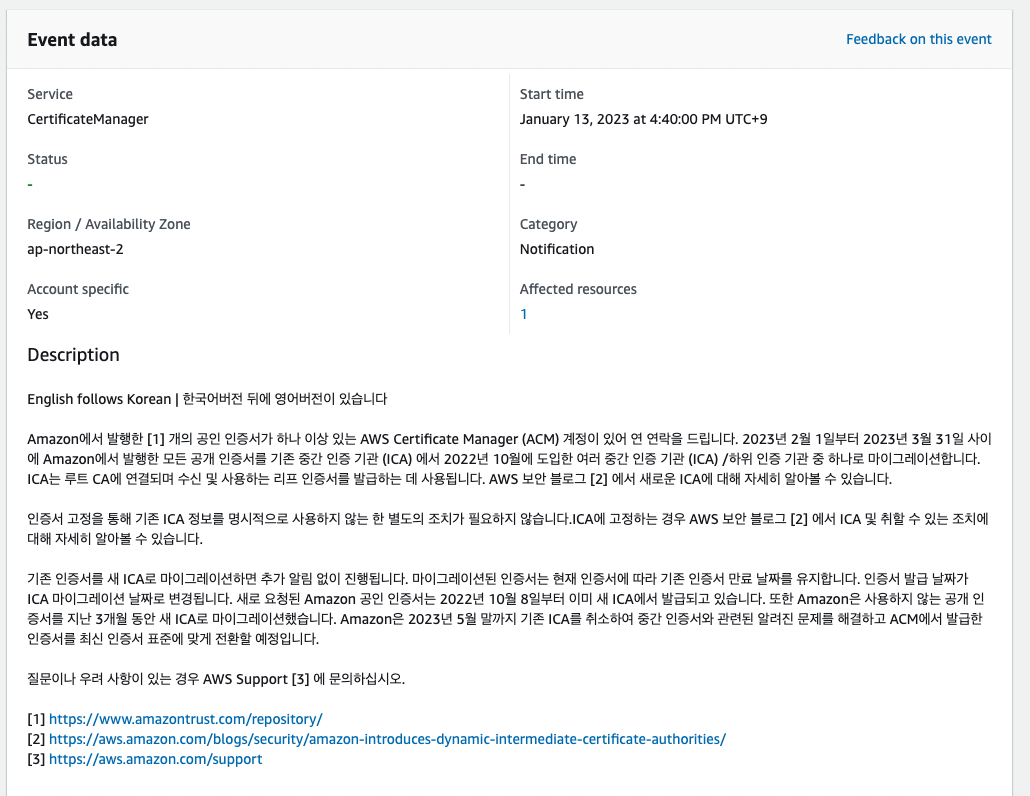 Event data
Feedback on this event
Service
CertificateManager
Start time
January 13, 2023 at 4:40:00 PM UTC+9
Status
-
End time
-
Region / Availability Zone
ap-northeast-2
Category
Notification
Account specific
Yes
Affected resources
1
Description
English follows Korean | 한국어버전 뒤에 영어버전이 있습니다
Amazon에서 발행한 [1] 개의 공인 인증서가 하나 이상 있는 AWS Certificate Manager (ACM) 계정이 있어 연 연락을 드립니다. 2023년 2월 1일부터 2023년 3월 31일 사이
에 Amazon에서 발행한 모든 공개 인증서를 기존 중간 인증 기관 (ICA) 에서 2022년 10월에 도입한 여러 중간 인증 기관 (ICA) /하위 인증 기관 중 하나로 마이그레이션합니다.
ICA는 루트 CA에 연결되며 수신 및 사용하는 리프 인증서를 발급하는 데 사용됩니다. AWS 보안 블로그 [2] 에서 새로운 ICA에 대해 자세히 알아볼 수 있습니다.
인증서 고정을 통해 기존 ICA 정보를 명시적으로 사용하지 않는 한 별도의 조치가 필요하지 않습니다.ICA에 고정하는 경우 AWS 보안 블로그 [2] 에서 ICA 및 취할 수 있는 조치에
대해 자세히 알아볼 수 있습니다.
기존 인증서를 새 ICA로 마이그레이션하면 추가 알림 없이 진행됩니다. 마이그레이션된 인증서는 현재 인증서에 따라 기존 인증서 만료 날짜를 유지합니다. 인증서 발급 날짜가
ICA 마이그레이션 날짜로 변경됩니다. 새로 요청된 Amazon 공인 인증서는 2022년 10월 8일부터 이미 새 ICA에서 발급되고 있습니다. 또한 Amazon은 사용하지 않는 공개 인
증서를 지난 3개월 동안 새 ICA로 마이그레이션했습니다. Amazon은 2023년 5월 말까지 기존 ICA를 취소하여 중간 인증서와 관련된 알려진 문제를 해결하고 ACM에서 발급한
인증서를 최신 인증서 표준에 맞게 전환할 예정입니다.
질문이나 우려 사항이 있는 경우 AWS Support [3] 에 문의하십시오.
[1] https://www.amazontrust.com/repository/
[2] https://aws.amazon.com/blogs/security/amazon-introduces-dynamic-intermediate-certificate-authorities/
[3] https://aws.amazon.com/support